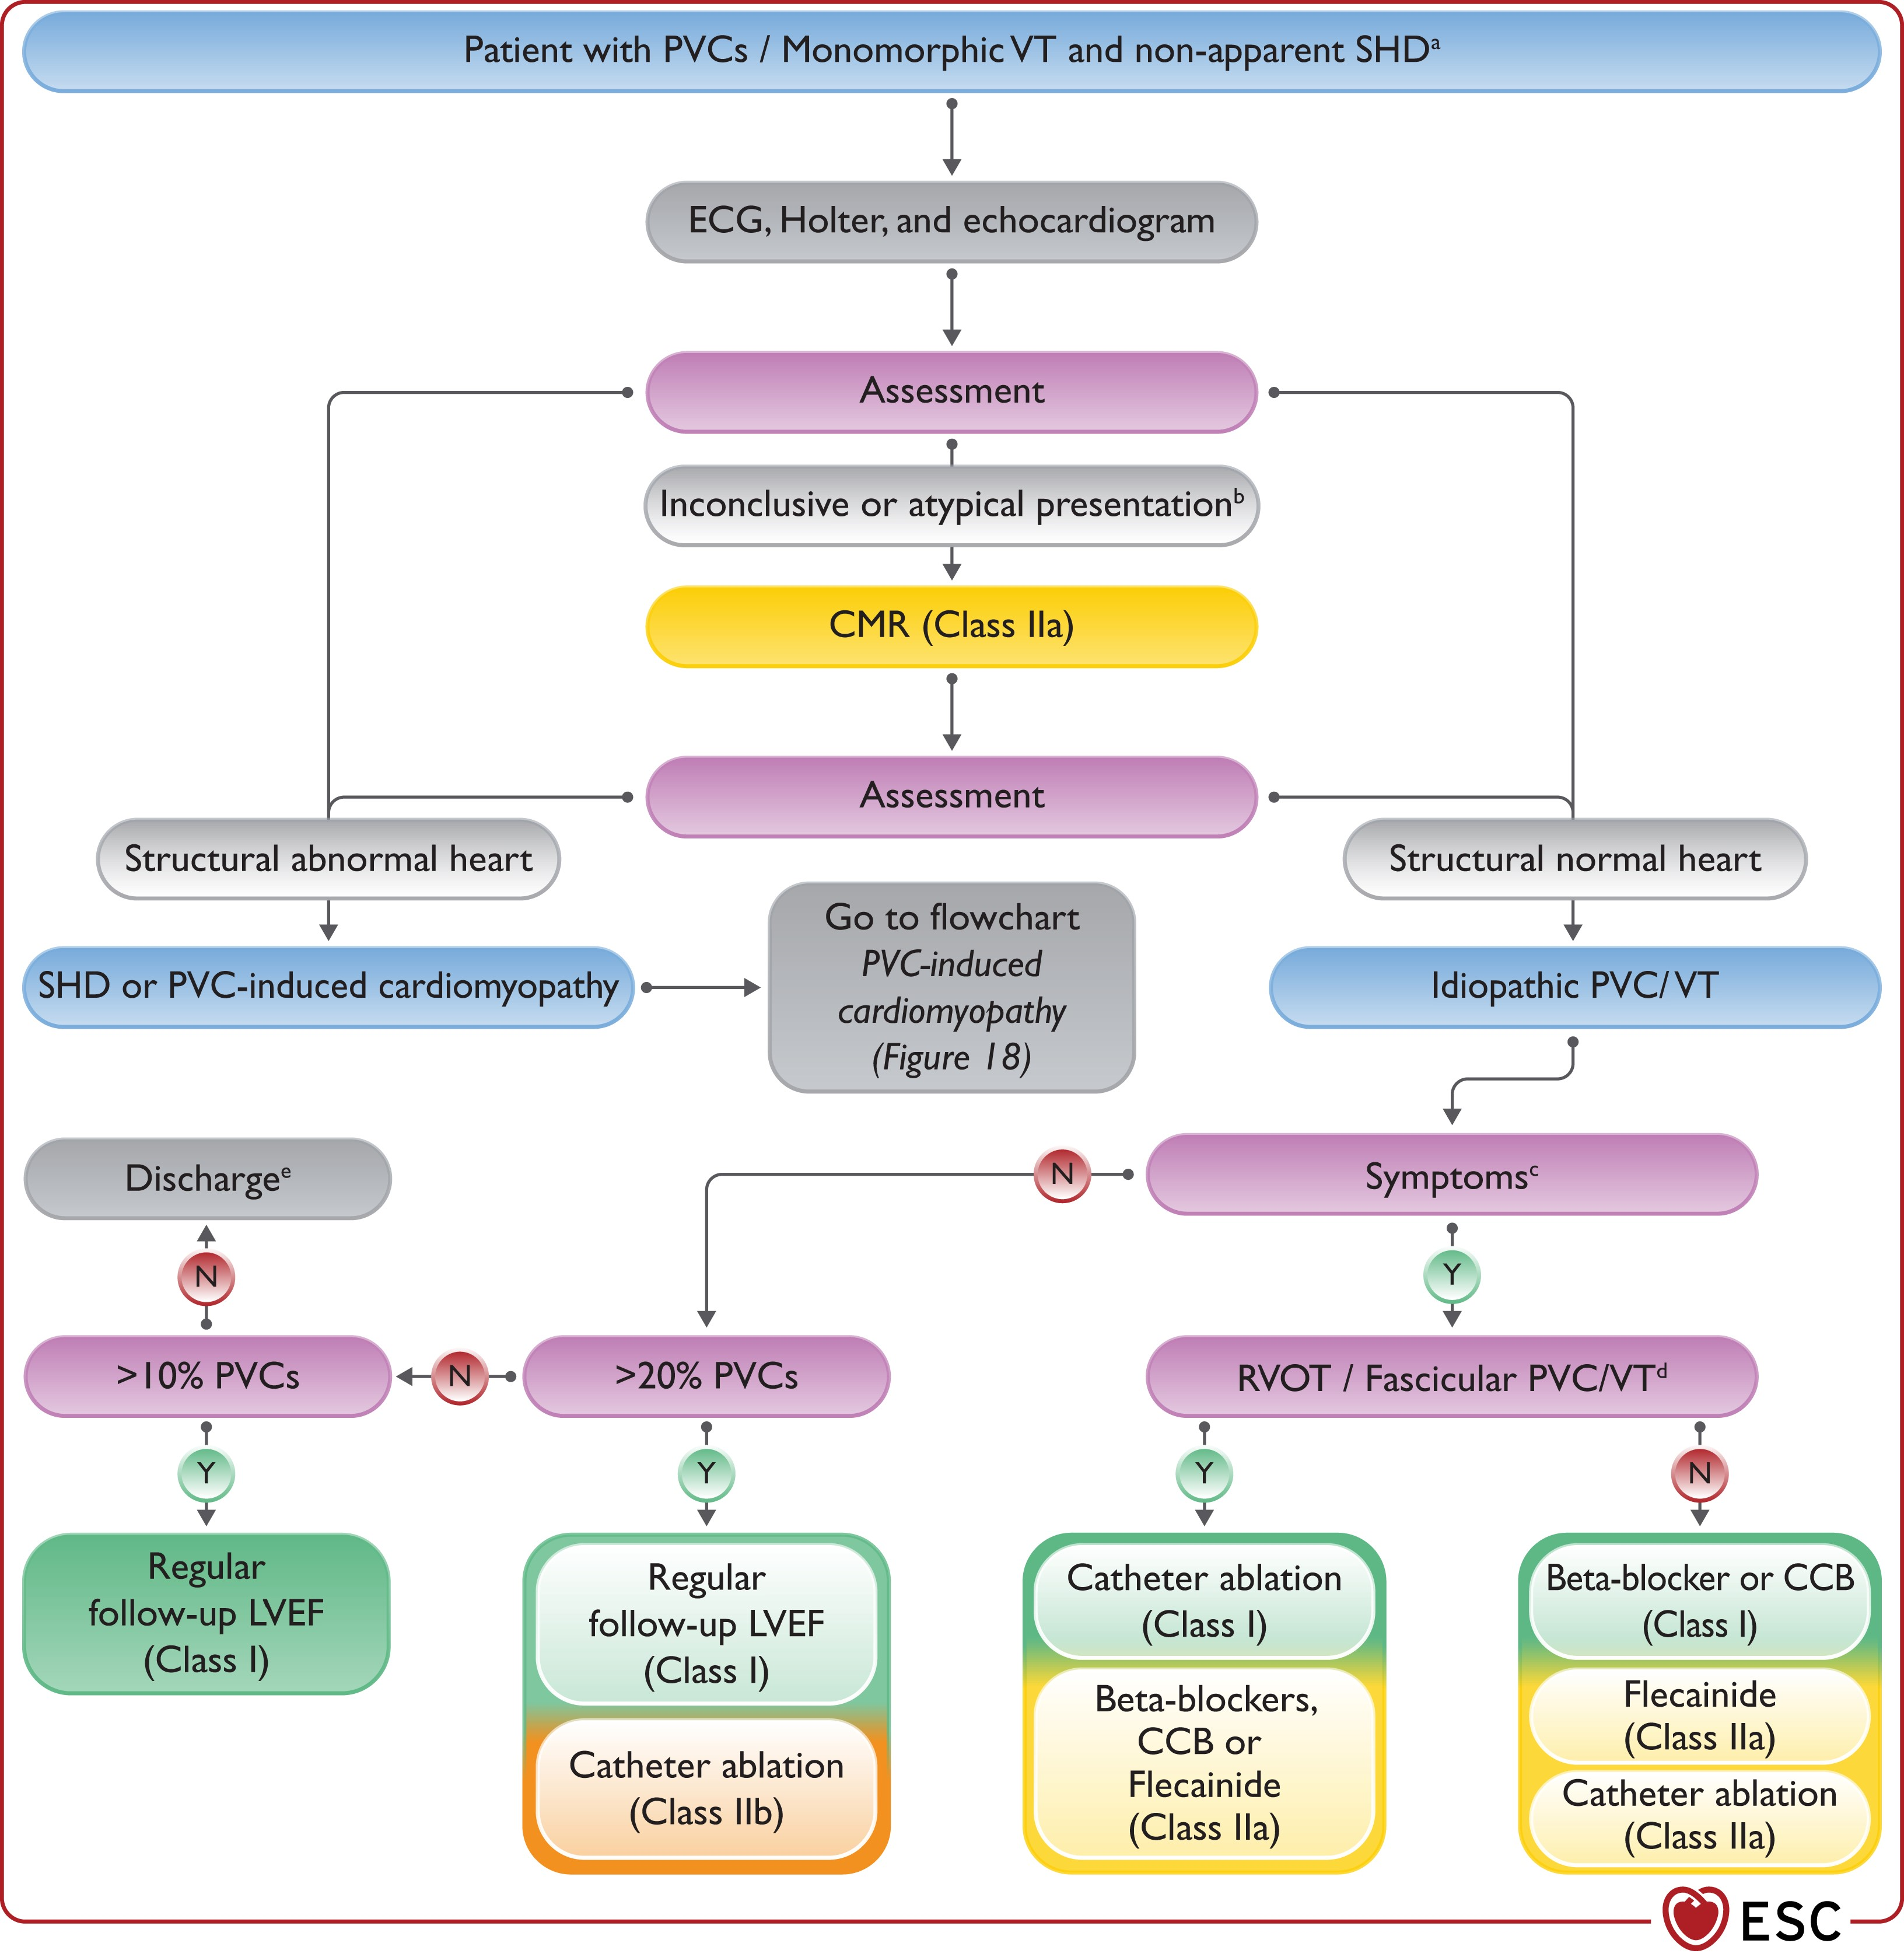 Patient with PVCs / Monomorphic VT and non-apparent SHDᵃ
ECG, Holter, and echocardiogram
Assessment
Inconclusive or atypical presentationᵇ
CMR (Class IIa)
Assessment
Structural abnormal heart
Structural normal heart
SHD or PVC-induced cardiomyopathy
Go to flowchart
PVC-induced
cardiomyopathy
(Figure 18)
Idiopathic PVC/VT
Symptomsᶜ
N
Y
Dischargeᵉ
N
>10% PVCs
N
>20% PVCs
RVOT / Fascicular PVC/VTᵈ
Y
Y
Y
N
Regular
follow-up LVEF
(Class I)
Regular
follow-up LVEF
(Class I)
Catheter ablation
(Class IIb)
Catheter ablation
(Class I)
Beta-blockers,
CCB or
Flecainide
(Class IIa)
Beta-blocker or CCB
(Class I)
Flecainide
(Class IIa)
Catheter ablation
(Class IIa)
ESC